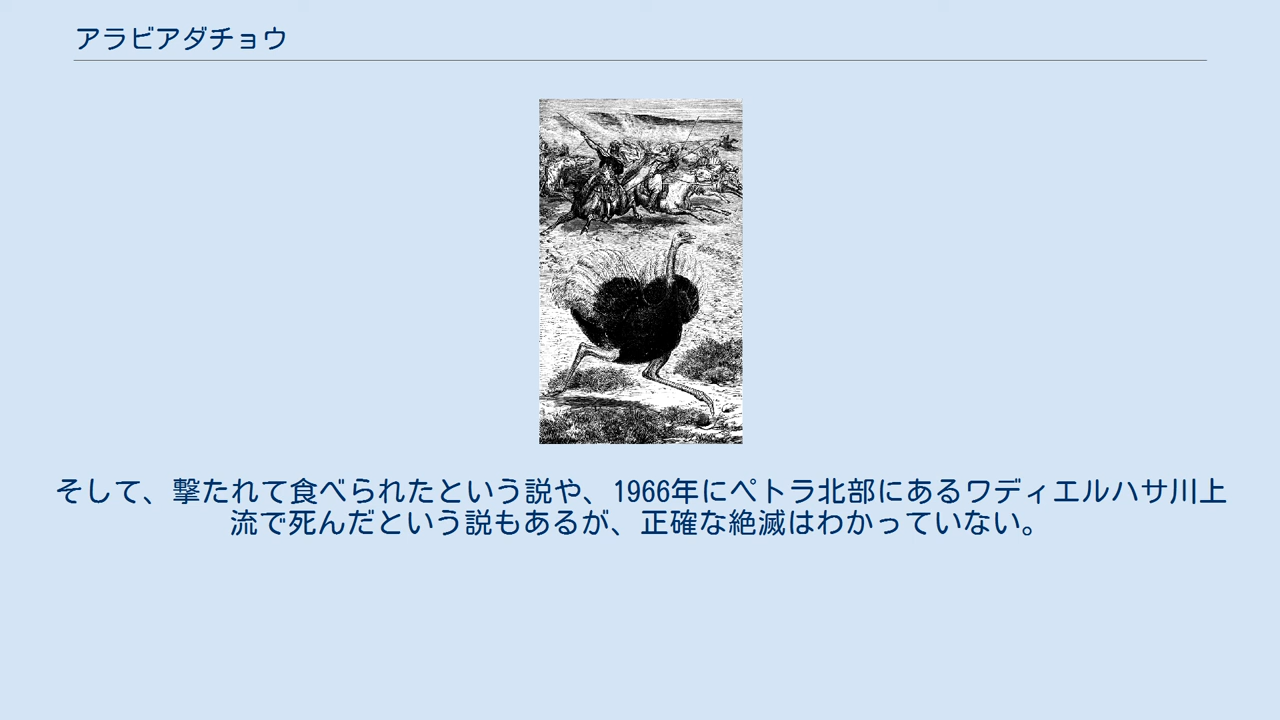 アラビアダチョウ
そして、撃たれて食べられたという説や、1966年にペトラ北部にあるワディエルハサ川上
流で死んだという説もあるが、正確な絶滅はわかっていない。